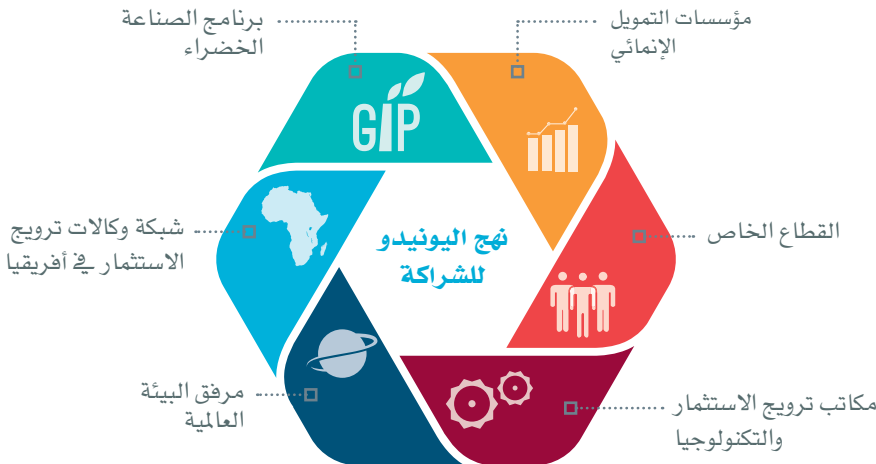 مؤسسات التمويل
الإنمائي
برنامج الصناعة
الخضراء
GIP
القطاع الخاص
نهج اليونيدو
للشراكة
شبكة وكالات ترويج
الاستثمار في أفريقيا
مرفق البيئة
العالمية
مكاتب ترويج الاستثمار
والتكنولوجيا